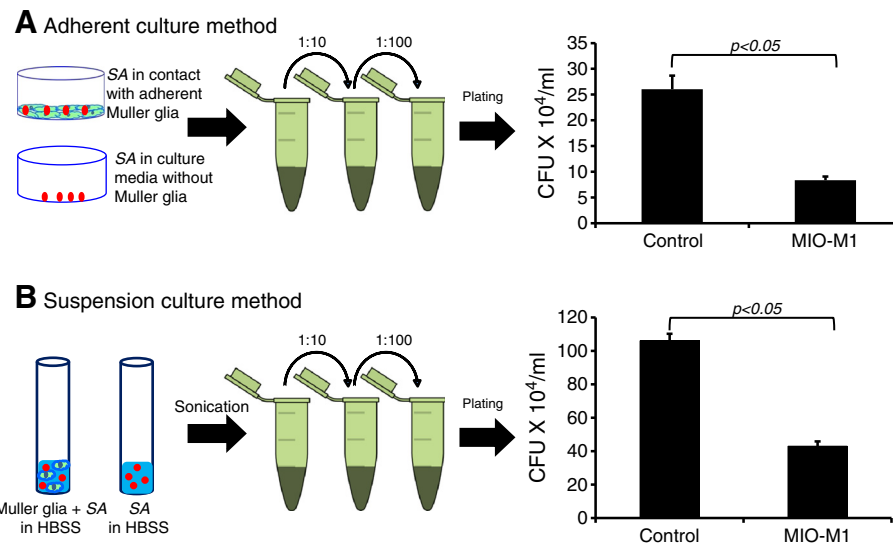 A Adherent culture method
SA in contact
with adherent
Muller glia
SA in culture
media without
Muller glia
1:10
1:100
Plating
CFU X 10⁴/ml
35
30
25
20
15
10
5
0
p<0.05
Control
MIO-M1
B Suspension culture method
Muller glia + SA
in HBSS
SA
in HBSS
Sonication
1:10
1:100
Plating
CFU X 10⁴/ml
120
100
80
60
40
20
0
p<0.05
Control
MIO-M1